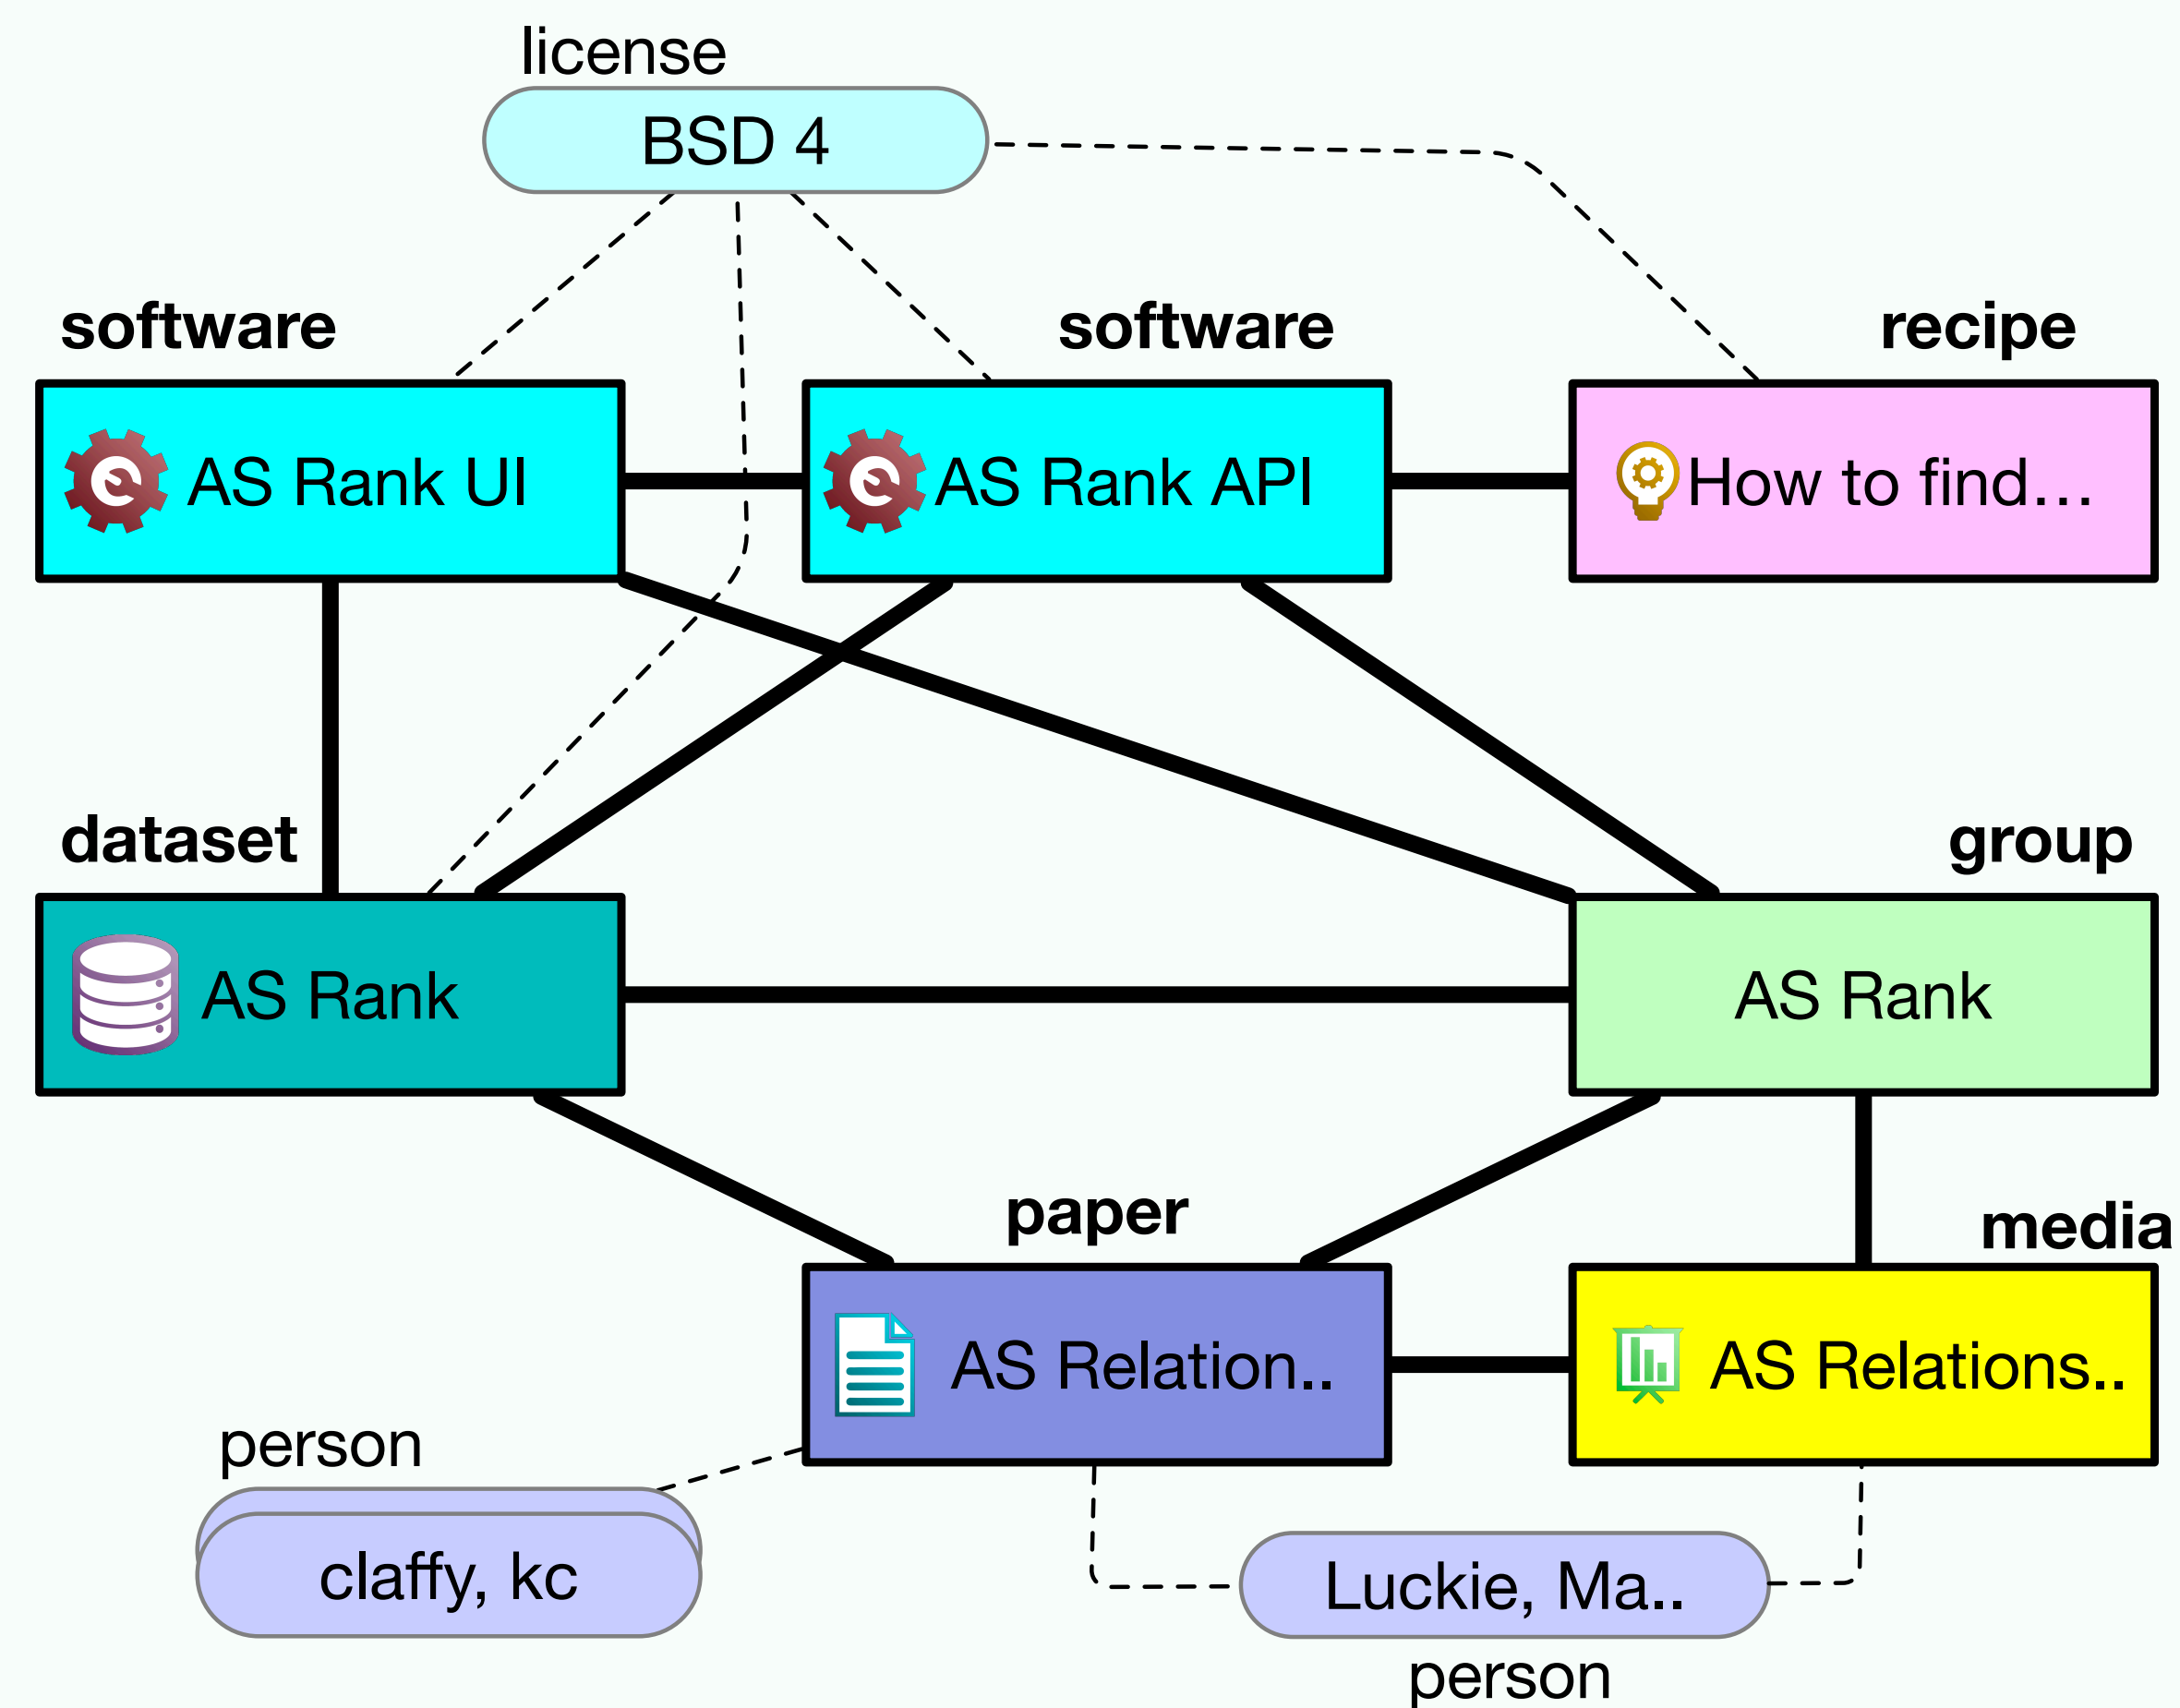 license
BSD 4
software
software
recipe
AS Rank UI
AS Rank API
How to find...
dataset
group
AS Rank
AS Rank
paper
media
AS Relation..
AS Relations..
person
claffy, kc
Luckie, Ma..
person